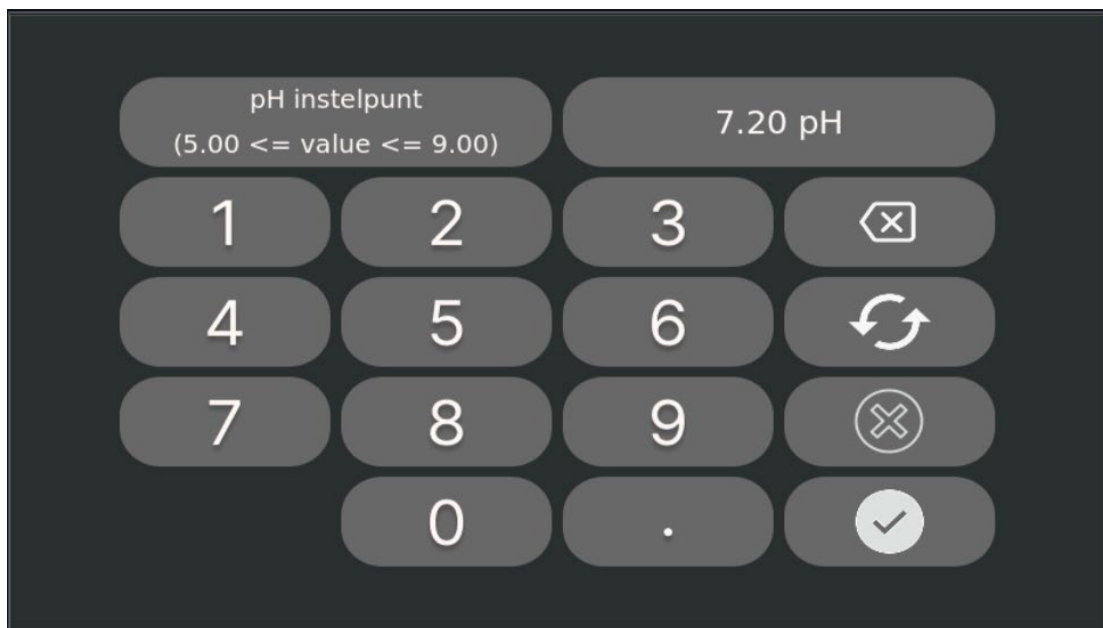 pH instelpunt
(5.00 <= value <= 9.00)
7.20 pH
1 2 3
4 5 6
7 8 9
0 .